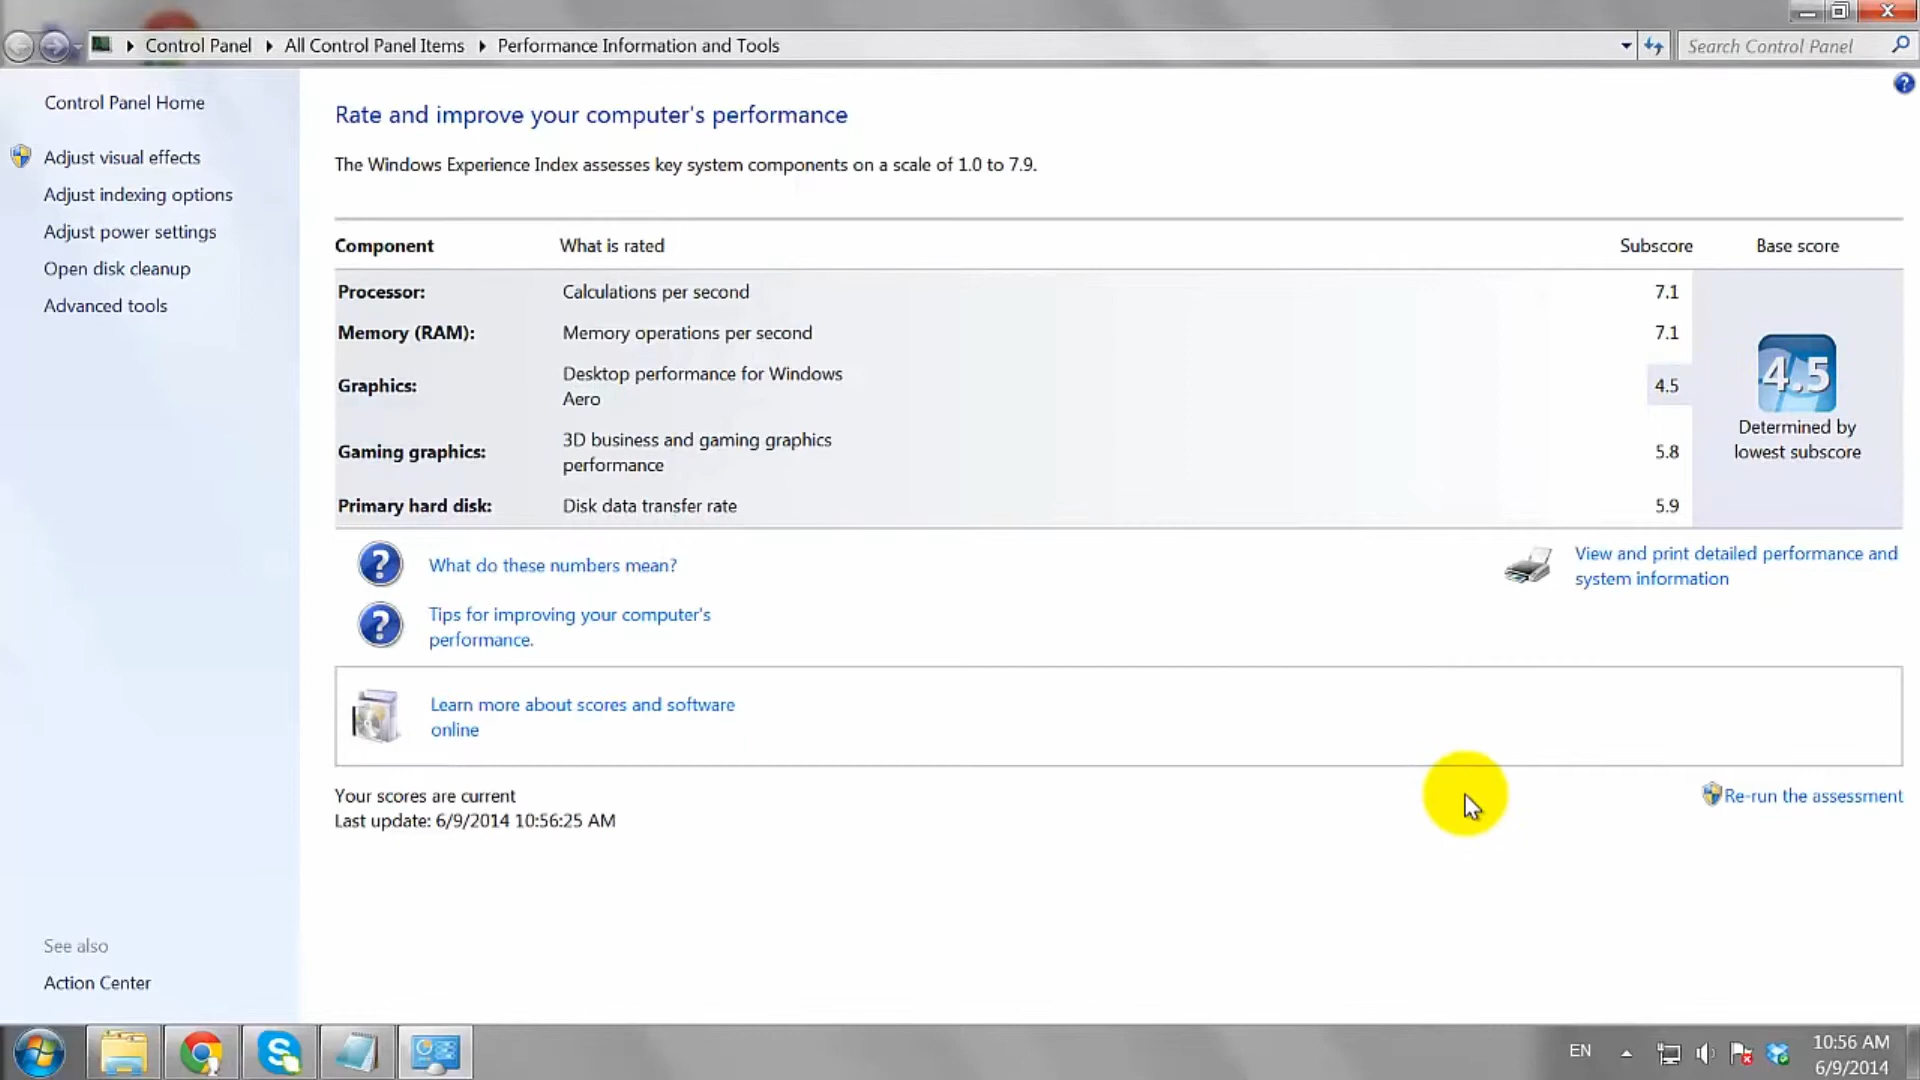 Control Panel
All Control Panel Items
Performance Information and Tools
Search Control Panel
Control Panel Home
Adjust visual effects
Adjust indexing options
Adjust power settings
Open disk cleanup
Advanced tools
See also
Action Center
Rate and improve your computer's performance
The Windows Experience Index assesses key system components on a scale of 1.0 to 7.9.
Component What is rated Subscore Base score
Processor: Calculations per second 7.1
Memory (RAM): Memory operations per second 7.1
Graphics: Desktop performance for Windows
Aero 4.5
Gaming graphics: 3D business and gaming graphics
performance 5.8
Primary hard disk: Disk data transfer rate 5.9
4.5
Determined by
lowest subscore
What do these numbers mean?
View and print detailed performance and
system information
Tips for improving your computer's
performance.
Learn more about scores and software
online
Your scores are current
Last update: 6/9/2014 10:56:25 AM
Re-run the assessment
EN
10:56 AM
6/9/2014